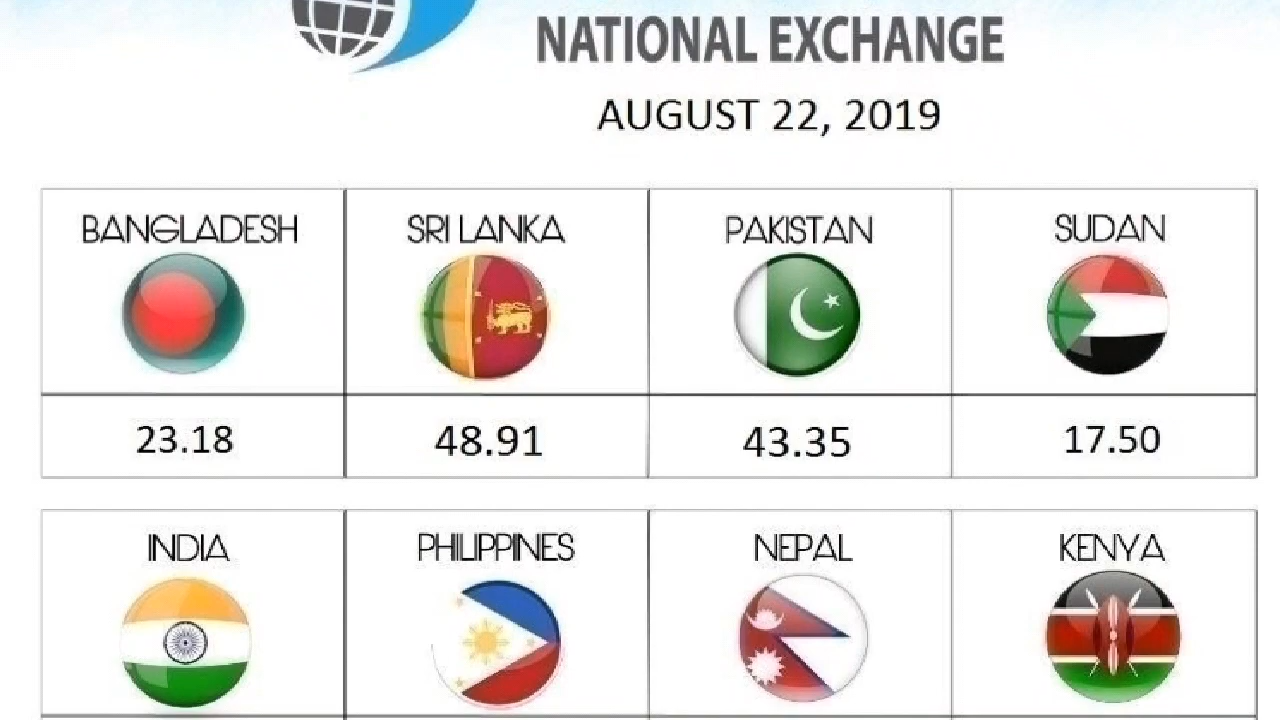 NATIONAL EXCHANGE
AUGUST 22, 2019
BANGLADESH SRI LANKA PAKISTAN SUDAN
23.18 48.91 43.35 17.50
INDIA PHILIPPINES NEPAL KENYA